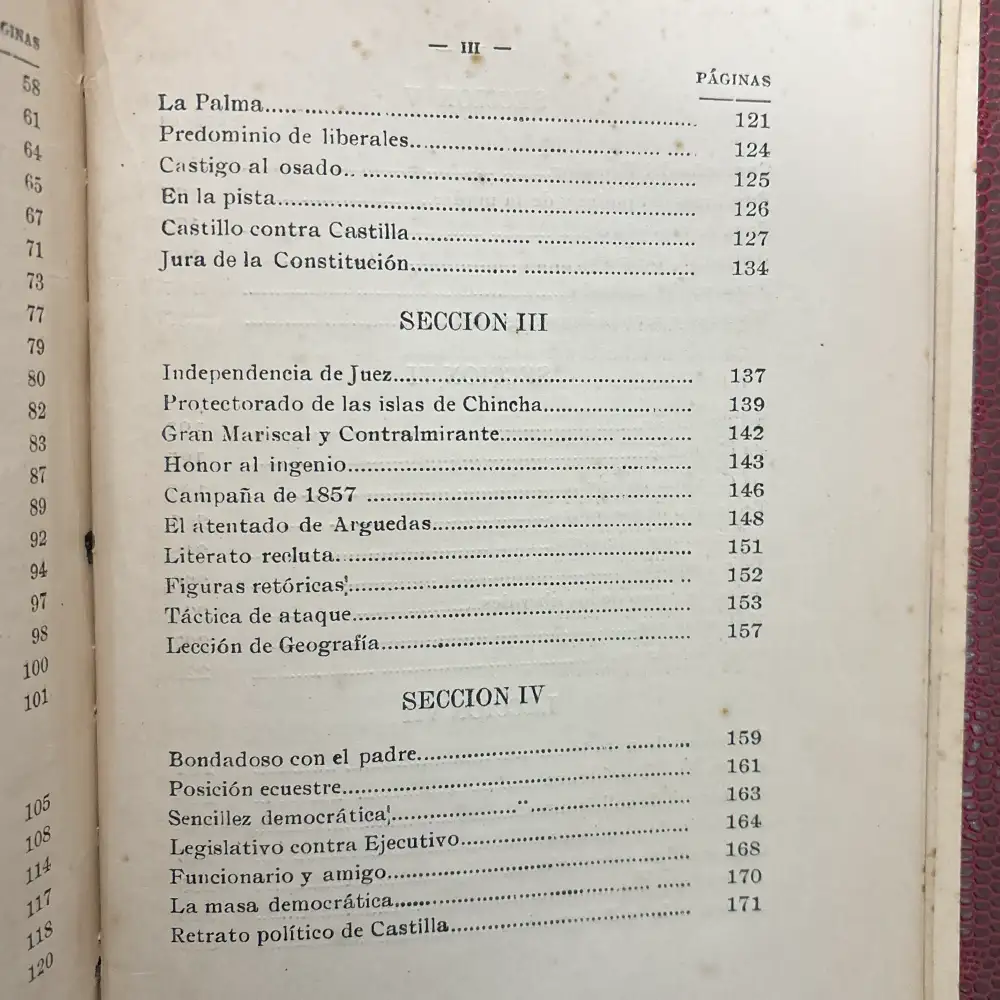 GINAS
58
61
64
65
67
71
73
77
79
80
82
83
87
89
92
94
97
98
100
101
105
108
114
117
118
120
— III —
PÁGINAS
La Palma........ 121
Predominio de liberales........ 124
Castigo al osado........ 125
En la pista........ 126
Castillo contra Castilla........ 127
Jura de la Constitución........ 134
SECCION III
Independencia de Juez........ 137
Protectorado de las islas de Chincha........ 139
Gran Mariscal y Contralmirante........ 142
Honor al ingenio........ 143
Campaña de 1857 ........ 146
El atentado de Arguedas........ 148
Literato recluta........ 151
Figuras retóricas........ 152
Táctica de ataque........ 153
Lección de Geografía........ 157
SECCION IV
Bondadoso con el padre........ 159
Posición ecuestre........ 161
Sencillez democrática........ 163
Legislativo contra Ejecutivo........ 164
Funcionario y amigo........ 168
La masa democrática........ 170
Retrato político de Castilla........ 171